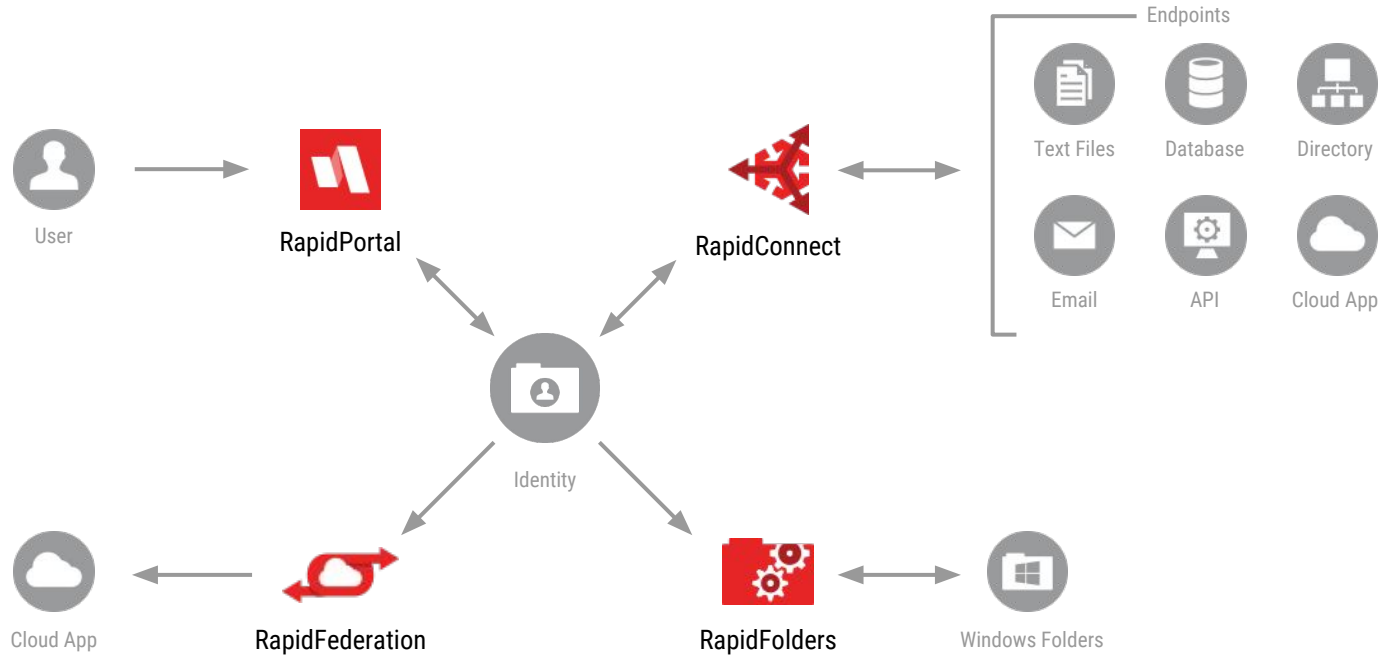 Endpoints
Text Files
Database
Directory
User
RapidPortal
RapidConnect
Email
API
Cloud App
Identity
Cloud App
RapidFederation
RapidFolders
Windows Folders